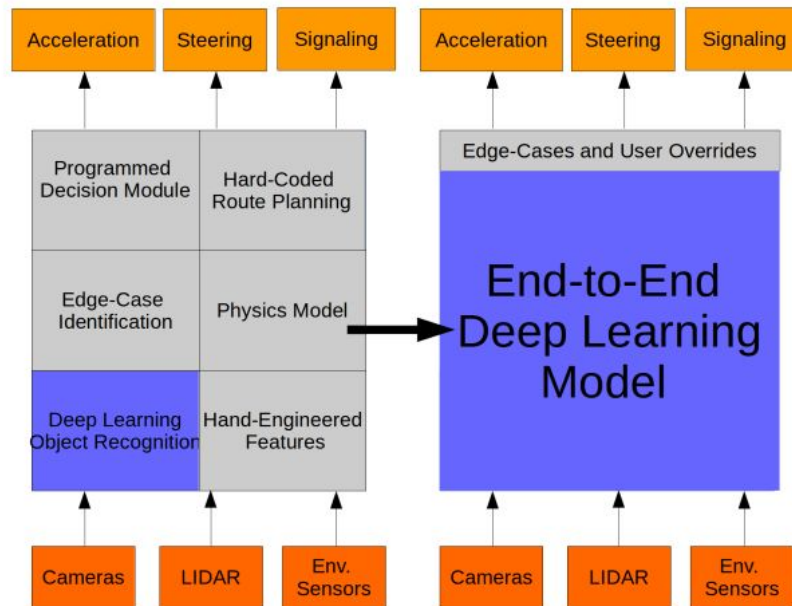 Acceleration
Steering
Signaling
Programmed
Decision Module
Hard-Coded
Route Planning
Edge-Case
Identification
Physics Model
Deep Learning
Object Recognition
Hand-Engineered
Features
Cameras
LIDAR
Env.
Sensors
Acceleration
Steering
Signaling
Edge-Cases and User Overrides
End-to-End
Deep Learning
Model
Cameras
LIDAR
Env.
Sensors